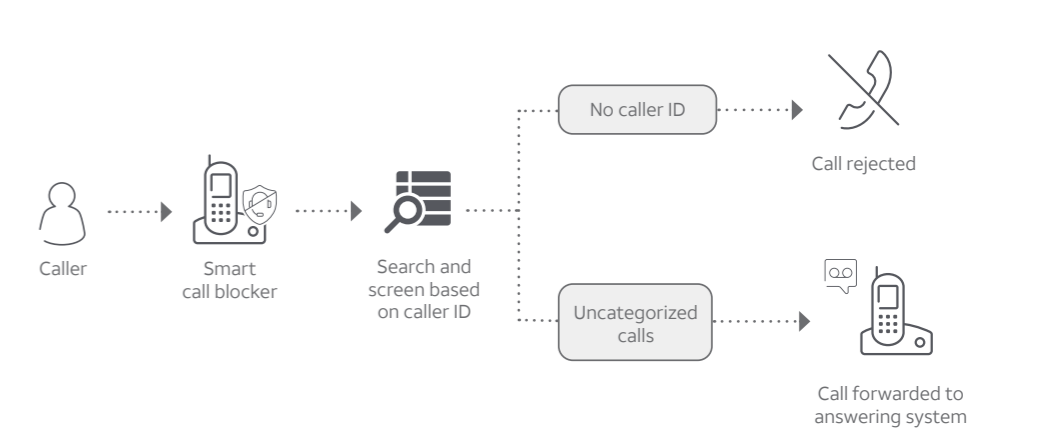 No caller ID
Call rejected
Caller
Smart
call blocker
Search and
screen based
on caller ID
Uncategorized
calls
Call forwarded to
answering system